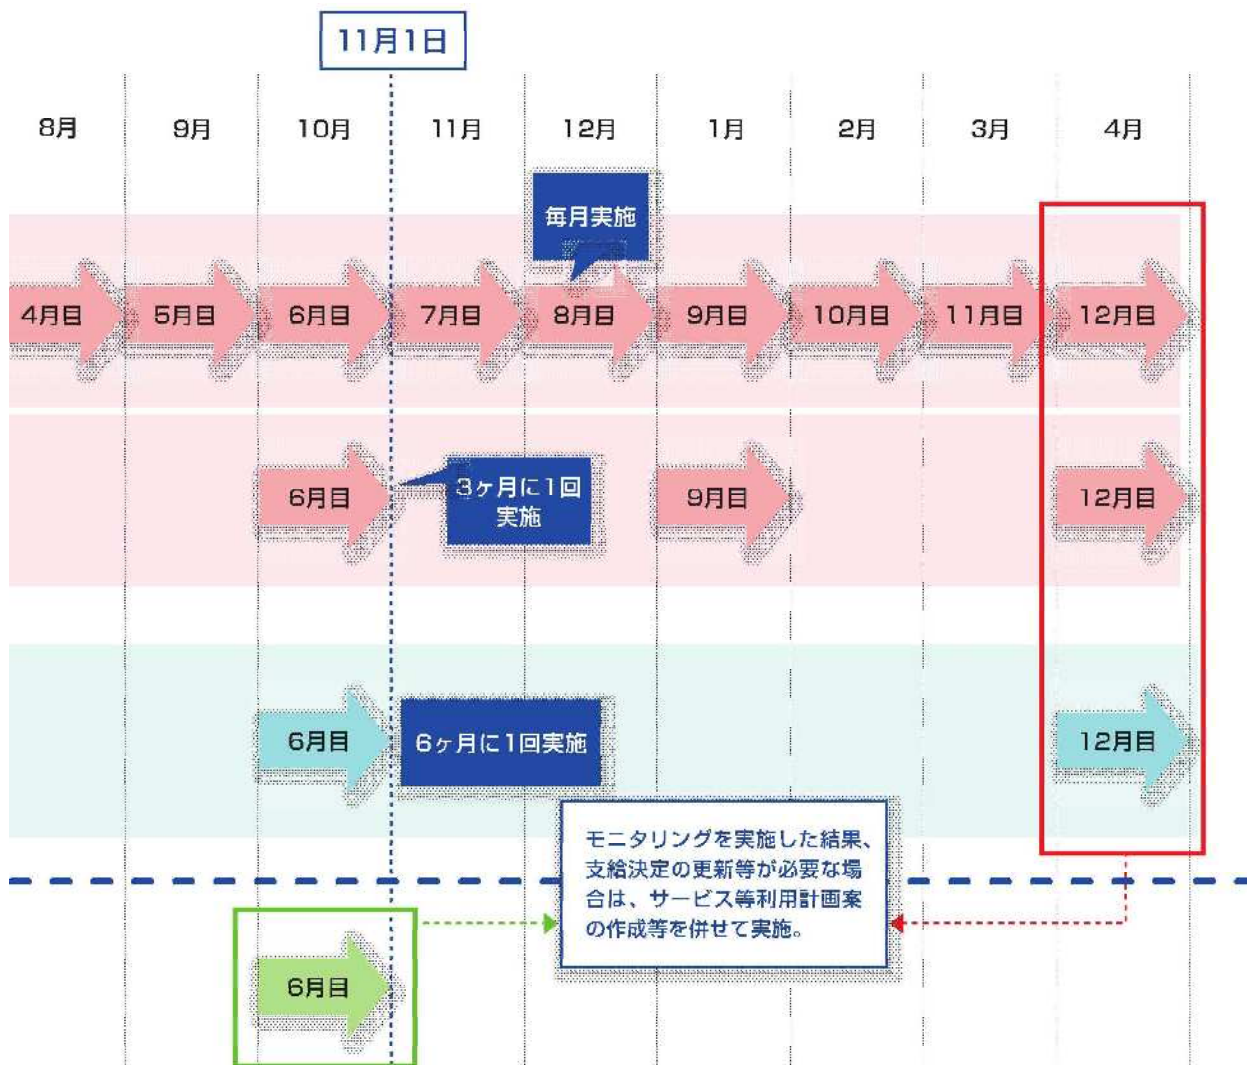 11月1日
8月
9月
10月
11月
12月
1月
2月
3月
4月
毎月実施
4月目
5月目
6月目
7月目
8月目
9月目
10月目
11月目
12月目
6月目
3ヶ月に1回
実施
9月目
12月目
6月目
6ヶ月に1回実施
12月目
モニタリングを実施した結果、
支給決定の更新等が必要な場
合は、サービス等利用計画案
の作成等を併せて実施。
6月目